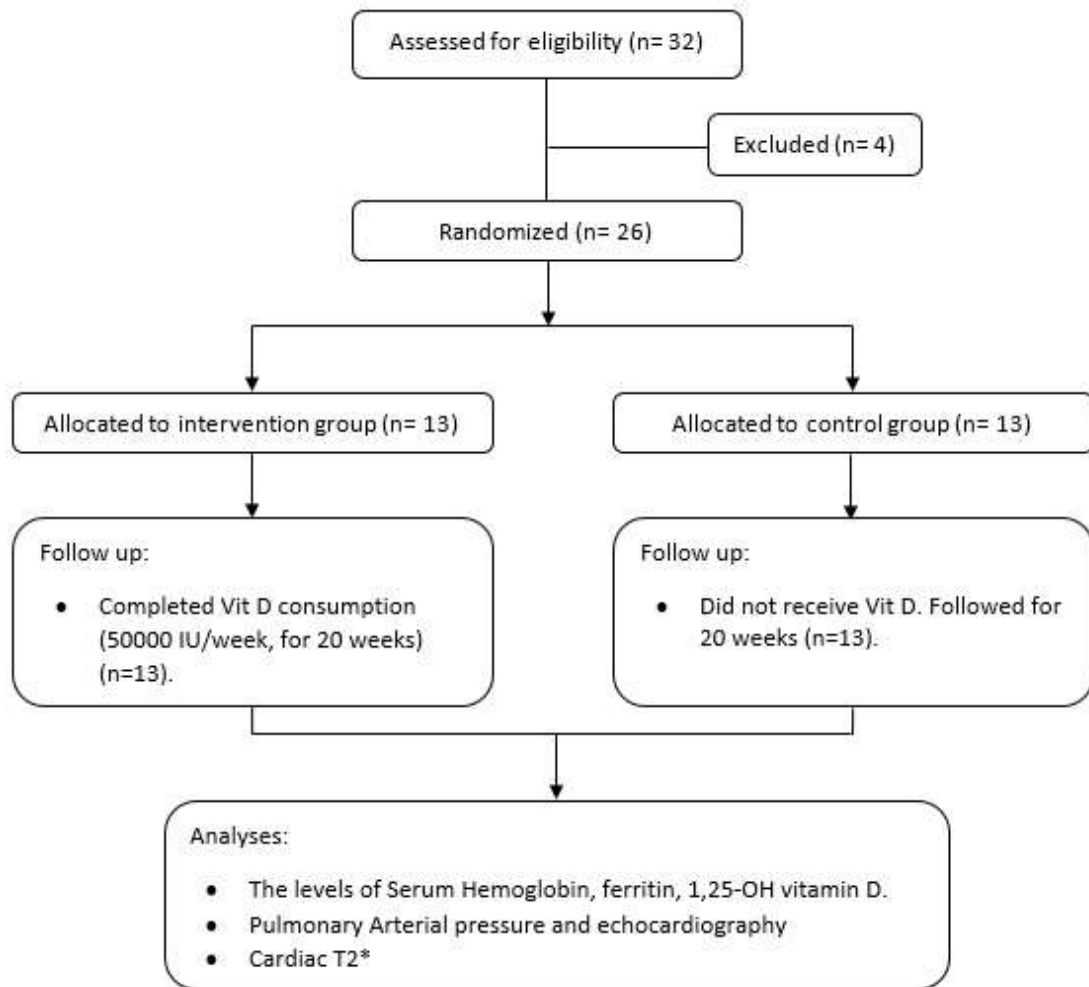 Assessed for eligibility (n= 32)
Excluded (n= 4)
Randomized (n= 26)
Allocated to intervention group (n= 13)
Allocated to control group (n= 13)
Follow up:
● Completed Vit D consumption
(50000 IU/week, for 20 weeks)
(n=13).
Follow up:
● Did not receive Vit D. Followed for
20 weeks (n=13).
Analyses:
● The levels of Serum Hemoglobin, ferritin, 1,25-OH vitamin D.
● Pulmonary Arterial pressure and echocardiography
● Cardiac T2*